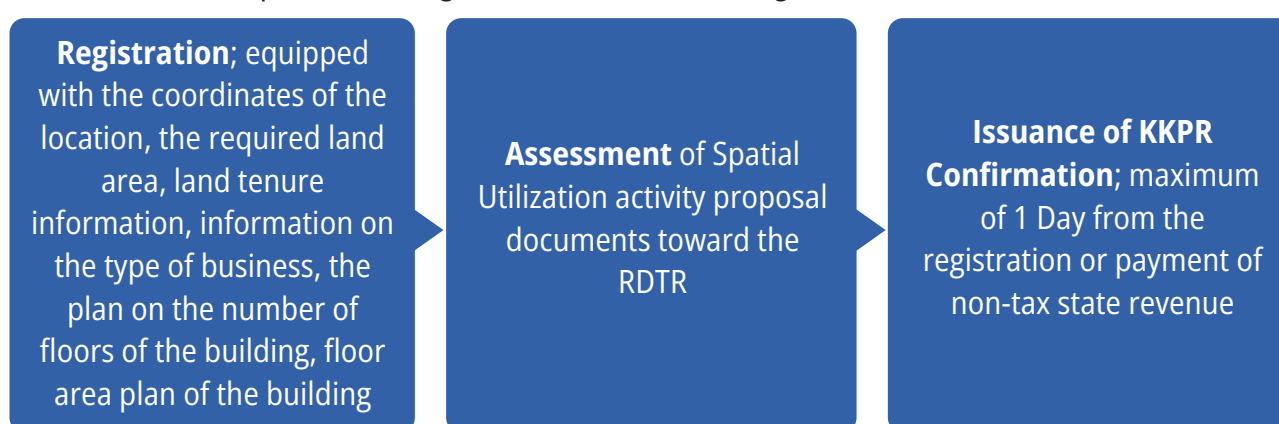 Registration; equipped
with the coordinates of the
location, the required land
area, land tenure
information, information on
the type of business, the
plan on the number of
floors of the building, floor
area plan of the building
Assessment of Spatial
Utilization activity proposal
documents toward the
RDTR
Issuance of KKPR
Confirmation; maximum
of 1 Day from the
registration or payment of
non-tax state revenue